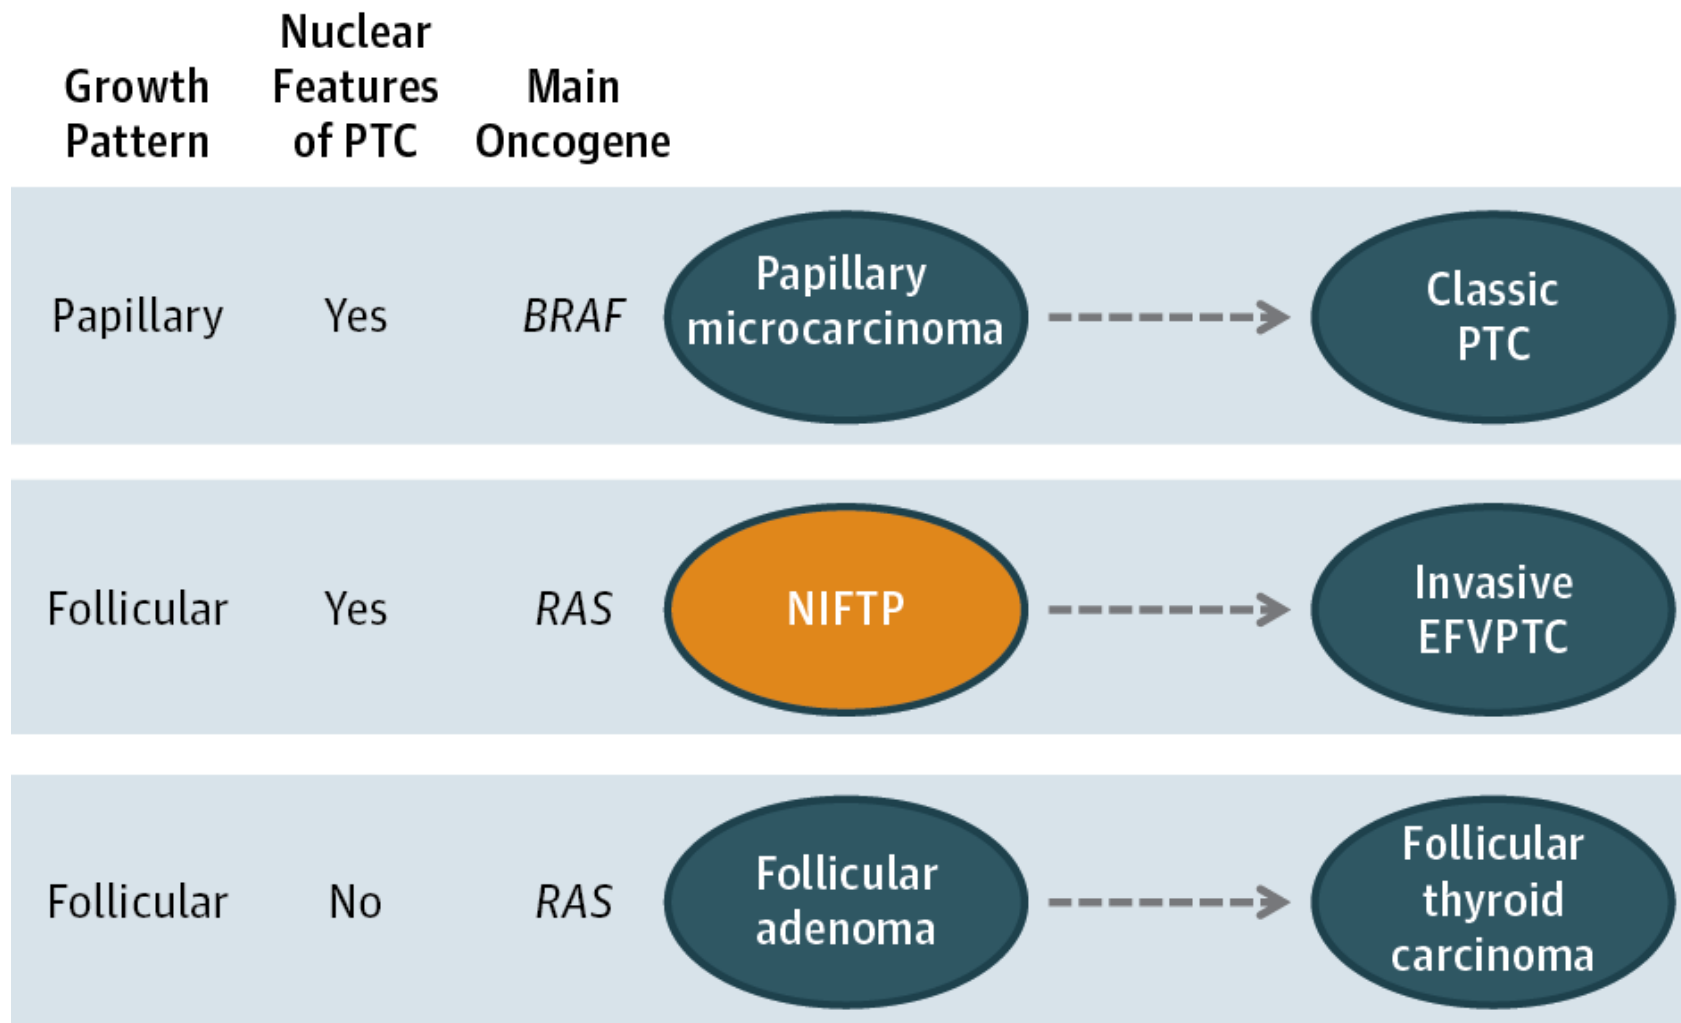 Growth
Pattern
Nuclear
Features
of PTC
Main
Oncogene
Papillary
Yes
BRAF
Papillary
microcarcinoma
Classic
PTC
Follicular
Yes
RAS
NIFTP
Invasive
EFVPTC
Follicular
No
RAS
Follicular
adenoma
Follicular
thyroid
carcinoma